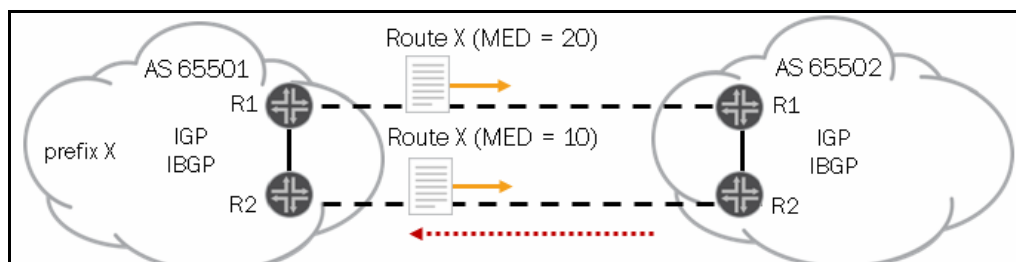 Route X (MED = 20)
AS 65501
AS 65502
R1
R1
Route X (MED = 10)
prefix X
IGP
IBGP
IGP
IBGP
R2
R2